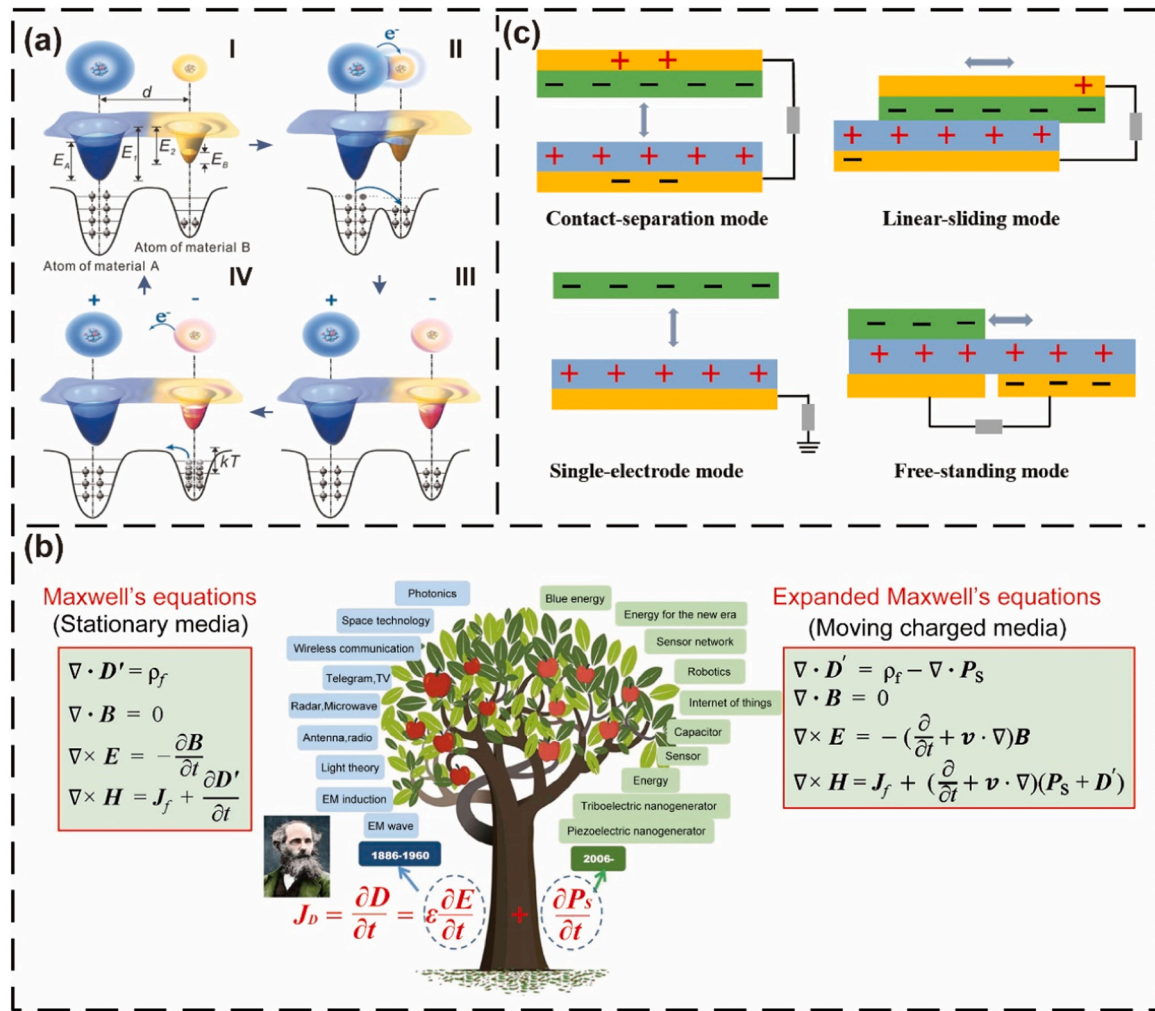 (a)
I
II
e⁻
d
E_A
E_1
E_2
E_B
Atom of material B
Atom of material A
IV
III
+
-
+
-
e⁻
kT
(c)
+ +
− − − − −
+ + + + +
− −
Contact-separation mode
+
− − − − −
+ + + + +
−
Linear-sliding mode
− − − − −
+ + + + +
Single-electrode mode
− − −
+ + + + + +
− − −
Free-standing mode
(b)
Maxwell's equations
(Stationary media)
∇ · D′ = ρ_f
∇ · B = 0
∇× E = −∂B/∂t
∇× H = J_f + ∂D′/∂t
Photonics
Space technology
Wireless communication
Telegram,TV
Radar,Microwave
Antenna,radio
Light theory
EM induction
EM wave
1886-1960
Blue energy
Energy for the new era
Sensor network
Robotics
Internet of things
Capacitor
Sensor
Energy
Triboelectric nanogenerator
Piezoelectric nanogenerator
2006-
J_D = ∂D/∂t = ε∂E/∂t + ∂P_s/∂t
Expanded Maxwell's equations
(Moving charged media)
∇ · D′ = ρ_f − ∇ · P_S
∇ · B = 0
∇× E = −(∂/∂t + v · ∇)B
∇× H = J_f + (∂/∂t + v · ∇)(P_S + D′)